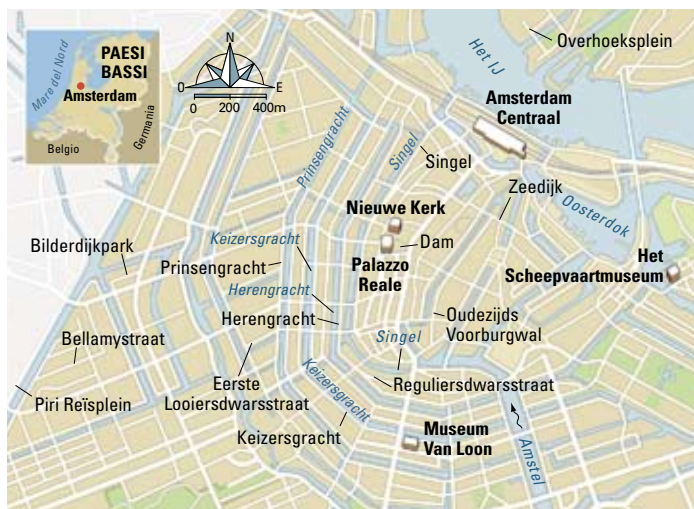 Mare del Nord
PAESI
BASSI
Amsterdam
Belgio
Germania
N
O
E
0 200 400m
Het IJ
Overhoeksplein
Amsterdam
Centraal
Prinsengracht
Singel
Singel
Zeedijk
Oosterdok
Nieuwe Kerk
Dam
Palazzo
Reale
Keizersgracht
Bilderdijkpark
Prinsengracht
Het
Scheepvaartmuseum
Herengracht
Herengracht
Oudezijds
Voorburgwal
Bellamystraat
Singel
Piri Reïsplein
Eerste
Looiersdwarsstraat
Keizersgracht
Reguliersdwarsstraat
Keizersgracht
Museum
Van Loon
Amstel